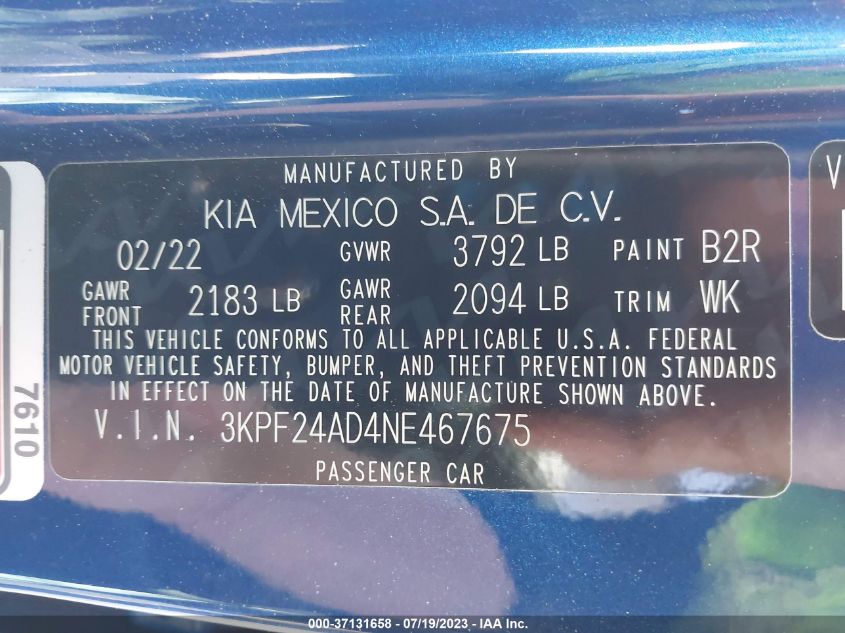 MANUFACTURED BY
KIA MEXICO S.A. DE C.V.
02/22 GVWR 3792 LB PAINT B2R
GAWR FRONT 2183 LB GAWR REAR 2094 LB TRIM WK
THIS VEHICLE CONFORMS TO ALL APPLICABLE U.S.A. FEDERAL
MOTOR VEHICLE SAFETY, BUMPER, AND THEFT PREVENTION STANDARDS
IN EFFECT ON THE DATE OF MANUFACTURE SHOWN ABOVE.
V.I.N. 3KPF24AD4NE467675
PASSENGER CAR
7610
V
000-37131658 - 07/19/2023 - IAA Inc.